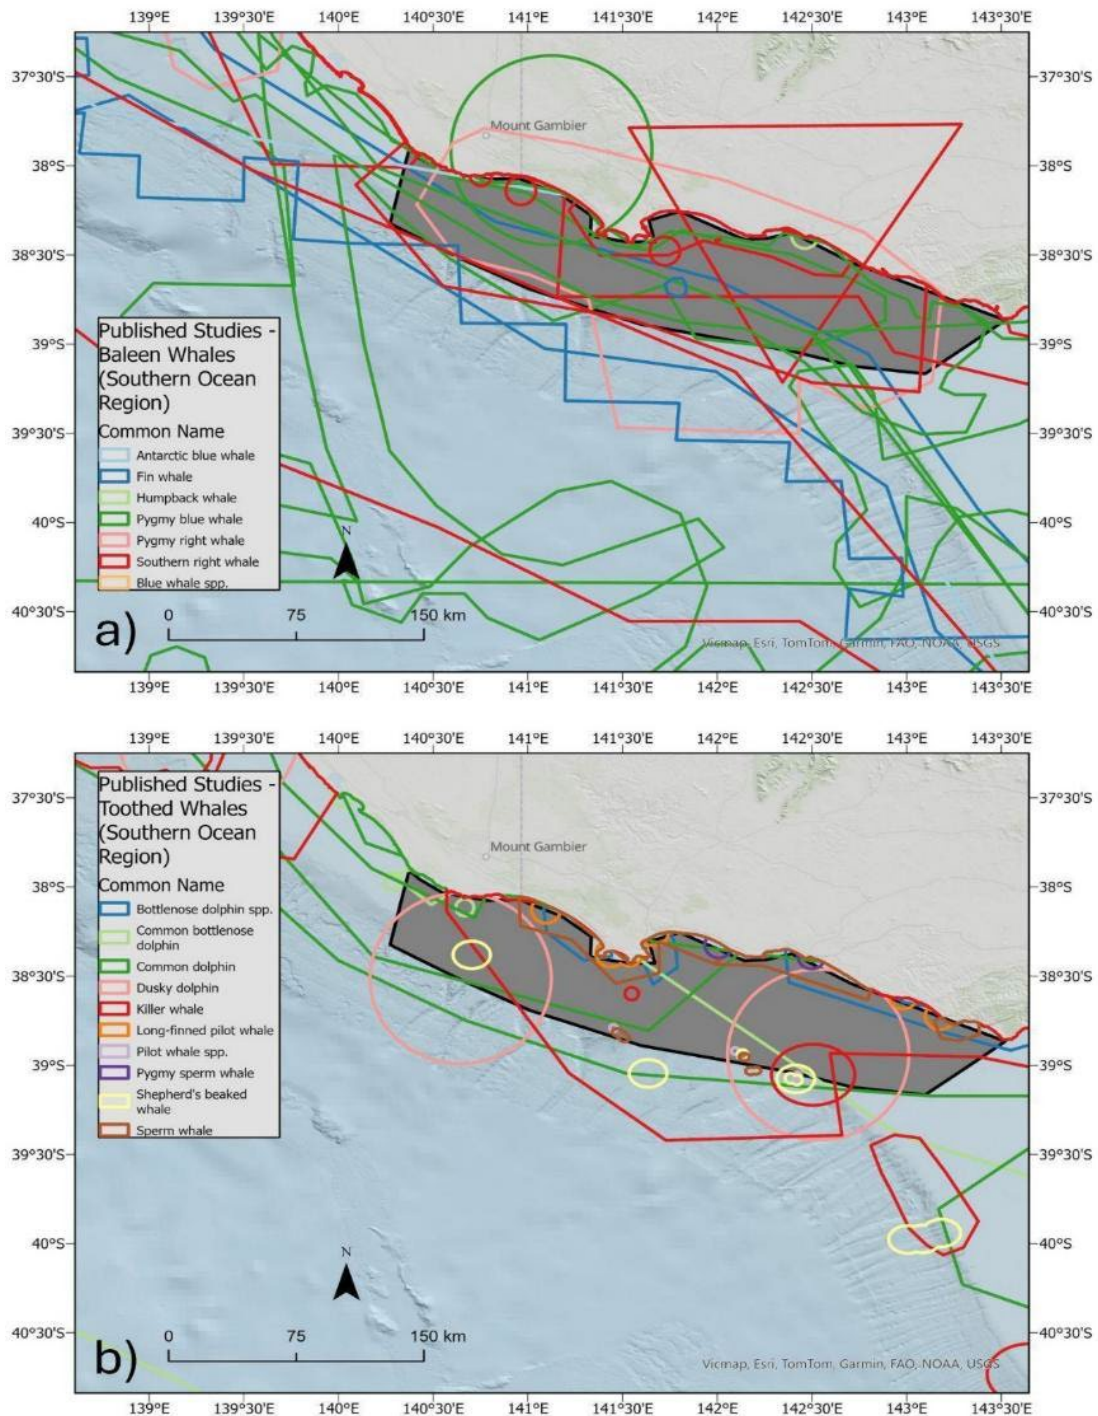 139°E 139°30'E 140°E 140°30'E 141°E 141°30'E 142°E 142°30'E 143°E 143°30'E
37°30'S 37°30'S
Mount Gambier
38°S 38°S
38°30'S 38°30'S
39°S 39°S
39°30'S 39°30'S
40°S 40°S
40°30'S 40°30'S
Published Studies -
Baleen Whales
(Southern Ocean
Region)
Common Name
Antarctic blue whale
Fin whale
Humpback whale
Pygmy blue whale
Pygmy right whale
Southern right whale
Blue whale spp.
N
0 75 150 km
a)
Vicmap, Esri, TomTom, Garmin, FAO, NOAA, USGS
139°E 139°30'E 140°E 140°30'E 141°E 141°30'E 142°E 142°30'E 143°E 143°30'E
139°E 139°30'E 140°E 140°30'E 141°E 141°30'E 142°E 142°30'E 143°E 143°30'E
37°30'S 37°30'S
Mount Gambier
38°S 38°S
38°30'S 38°30'S
39°S 39°S
39°30'S 39°30'S
40°S 40°S
40°30'S 40°30'S
Published Studies -
Toothed Whales
(Southern Ocean
Region)
Common Name
Bottlenose dolphin spp.
Common bottlenose
dolphin
Common dolphin
Dusky dolphin
Killer whale
Long-finned pilot whale
Pilot whale spp.
Pygmy sperm whale
Shepherd's beaked
whale
Sperm whale
N
0 75 150 km
b)
Vicmap, Esri, TomTom, Garmin, FAO, NOAA, USGS
139°E 139°30'E 140°E 140°30'E 141°E 141°30'E 142°E 142°30'E 143°E 143°30'E